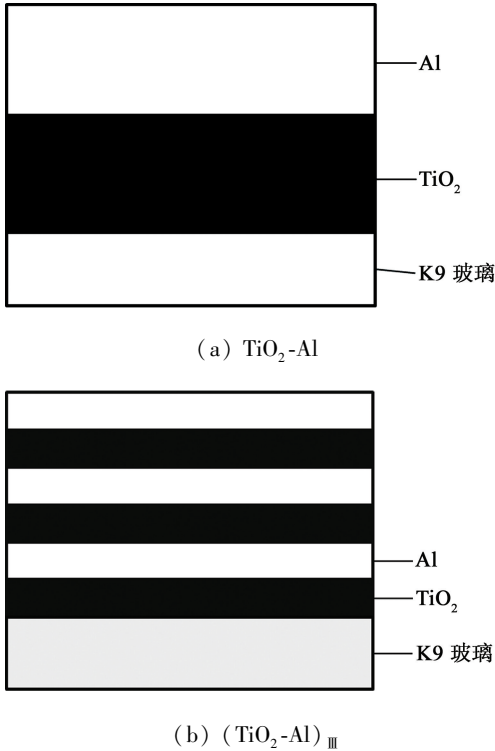 Al
TiO₂
K9 玻璃
(a) TiO₂-Al
Al
TiO₂
K9 玻璃
(b) (TiO₂-Al)Ⅲ